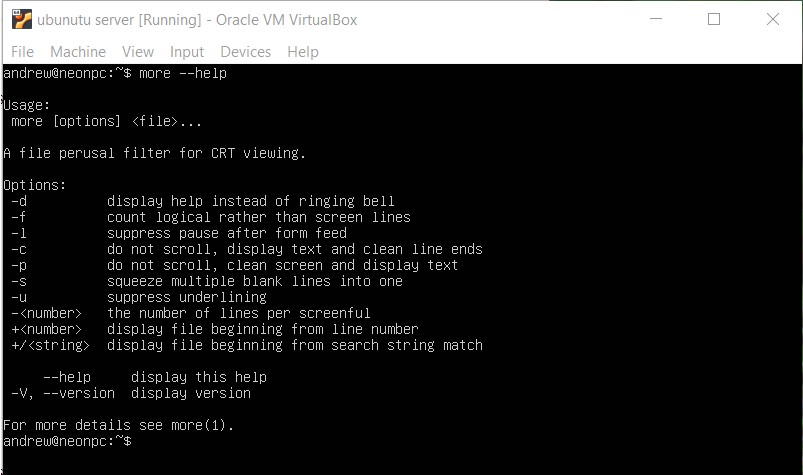 ubunutu server [Running] - Oracle VM VirtualBox
File Machine View Input Devices Help
andrew@neonpc:~$ more --help
Usage:
more [options] <file>...
A file perusal filter for CRT viewing.
Options:
-d display help instead of ringing bell
-f count logical rather than screen lines
-l suppress pause after form feed
-c do not scroll, display text and clean line ends
-p do not scroll, clean screen and display text
-s squeeze multiple blank lines into one
-u suppress underlining
-<number> the number of lines per screenful
+<number> display file beginning from line number
+/<string> display file beginning from search string match
--help display this help
-V, --version display version
For more details see more(1).
andrew@neonpc:~$